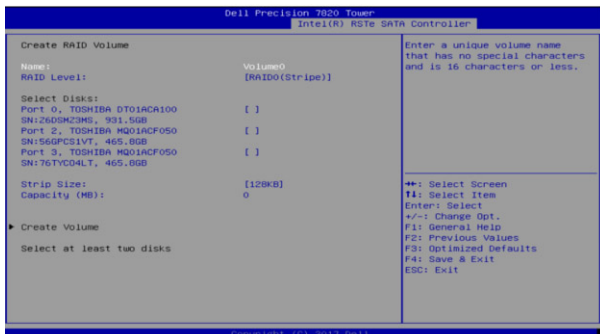 Dell Precision 7820 Tower
Intel(R) RSTe SATA Controller
Create RAID Volume
Name: Volume0
RAID Level: [RAID0(Stripe)]
Select Disks:
Port 0, TOSHIBA DT01ACA100 [ ]
SN:26DSMZ3MS, 931.5GB
Port 2, TOSHIBA MQ01ACF050 [ ]
SN:56GPCS1VT, 465.8GB
Port 3, TOSHIBA MQ01ACF050 [ ]
SN:76TYC04LT, 465.8GB
Strip Size: [128KB]
Capacity (MB): 0
Create Volume
Select at least two disks
Enter a unique volume name
that has no special characters
and is 16 characters or less.
↔: Select Screen
↑↓: Select Item
Enter: Select
+/-: Change Opt.
F1: General Help
F2: Previous Values
F3: Optimized Defaults
F4: Save & Exit
ESC: Exit
Copyright (C) 2017 Dell